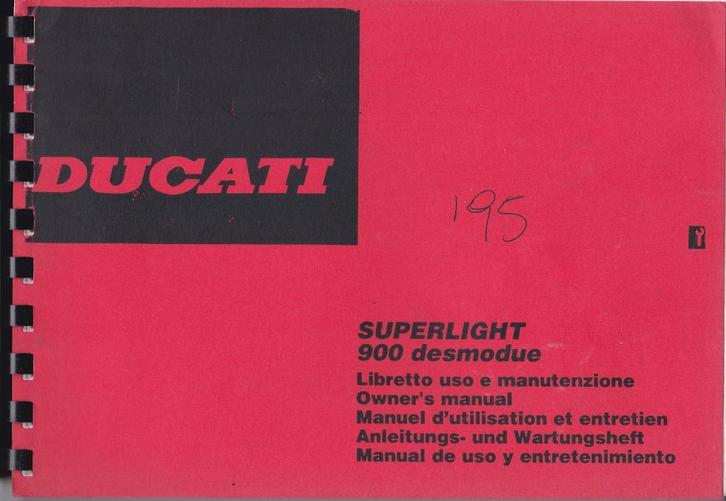 DUCATI
'95
SUPERLIGHT
900 desmodue
Libretto uso e manutenzione
Owner's manual
Manuel d'utilisation et entretien
Anleitungs- und Wartungsheft
Manual de uso y entretenimiento